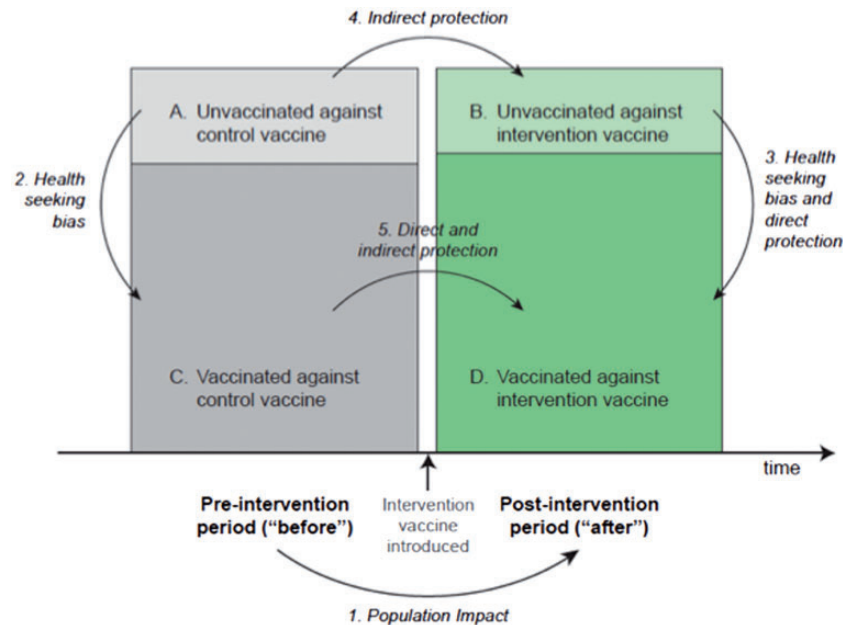 4. Indirect protection
A. Unvaccinated against
control vaccine
B. Unvaccinated against
intervention vaccine
2. Health
seeking
bias
3. Health
seeking
bias and
direct
protection
5. Direct and
indirect protection
C. Vaccinated against
control vaccine
D. Vaccinated against
intervention vaccine
time
Pre-intervention
period (“before”)
Intervention
vaccine
introduced
Post-intervention
period (“after”)
1. Population Impact